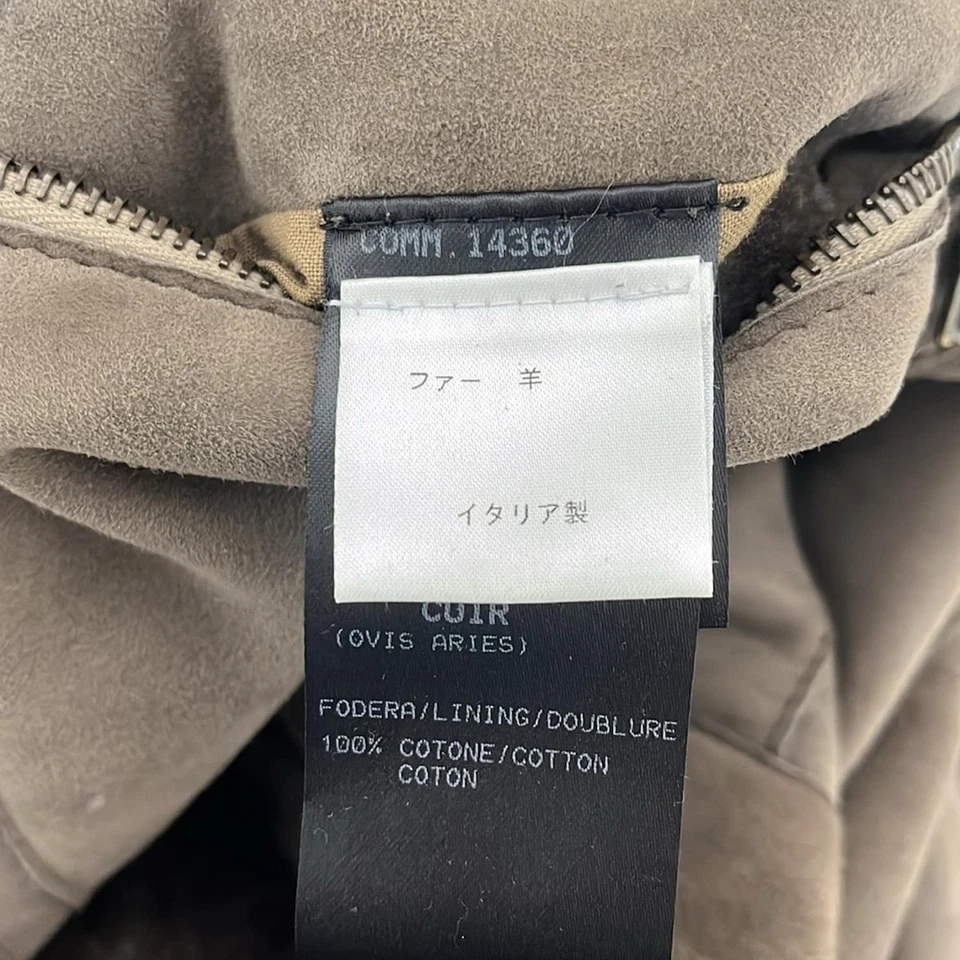 COMM.14360
ファー 羊
イタリア製
CUIR
(OVIS ARIES)
FODERA/LINING/DOUBLURE
100% COTONE/COTTON
COTON